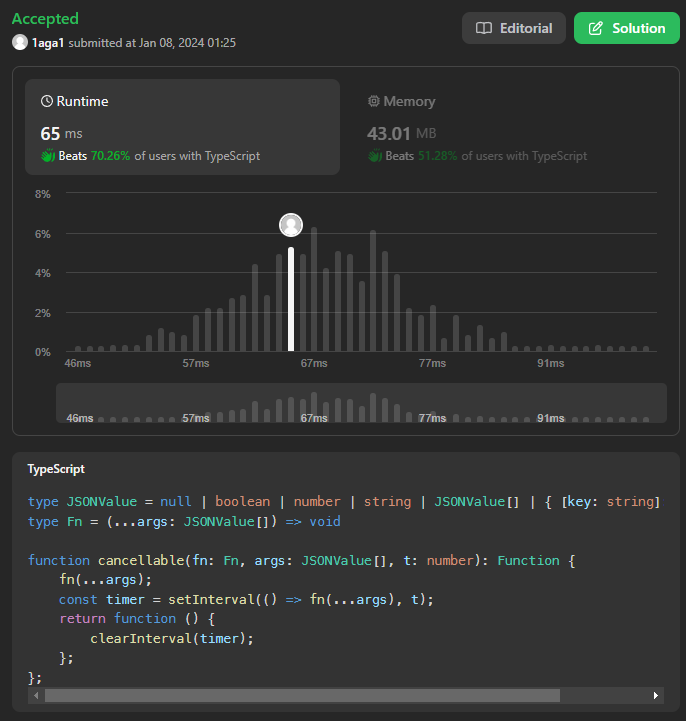 Accepted
1aga1 submitted at Jan 08, 2024 01:25
Editorial
Solution
Runtime
65 ms
Beats 70.26% of users with TypeScript
Memory
43.01 MB
Beats 51.28% of users with TypeScript
8%
6%
4%
2%
0%
46ms 57ms 67ms 77ms 91ms
46ms 57ms 67ms 77ms 91ms
TypeScript
type JSONValue = null | boolean | number | string | JSONValue[] | { [key: string]
type Fn = (...args: JSONValue[]) => void
function cancellable(fn: Fn, args: JSONValue[], t: number): Function {
    fn(...args);
    const timer = setInterval(() => fn(...args), t);
    return function () {
        clearInterval(timer);
    };
};